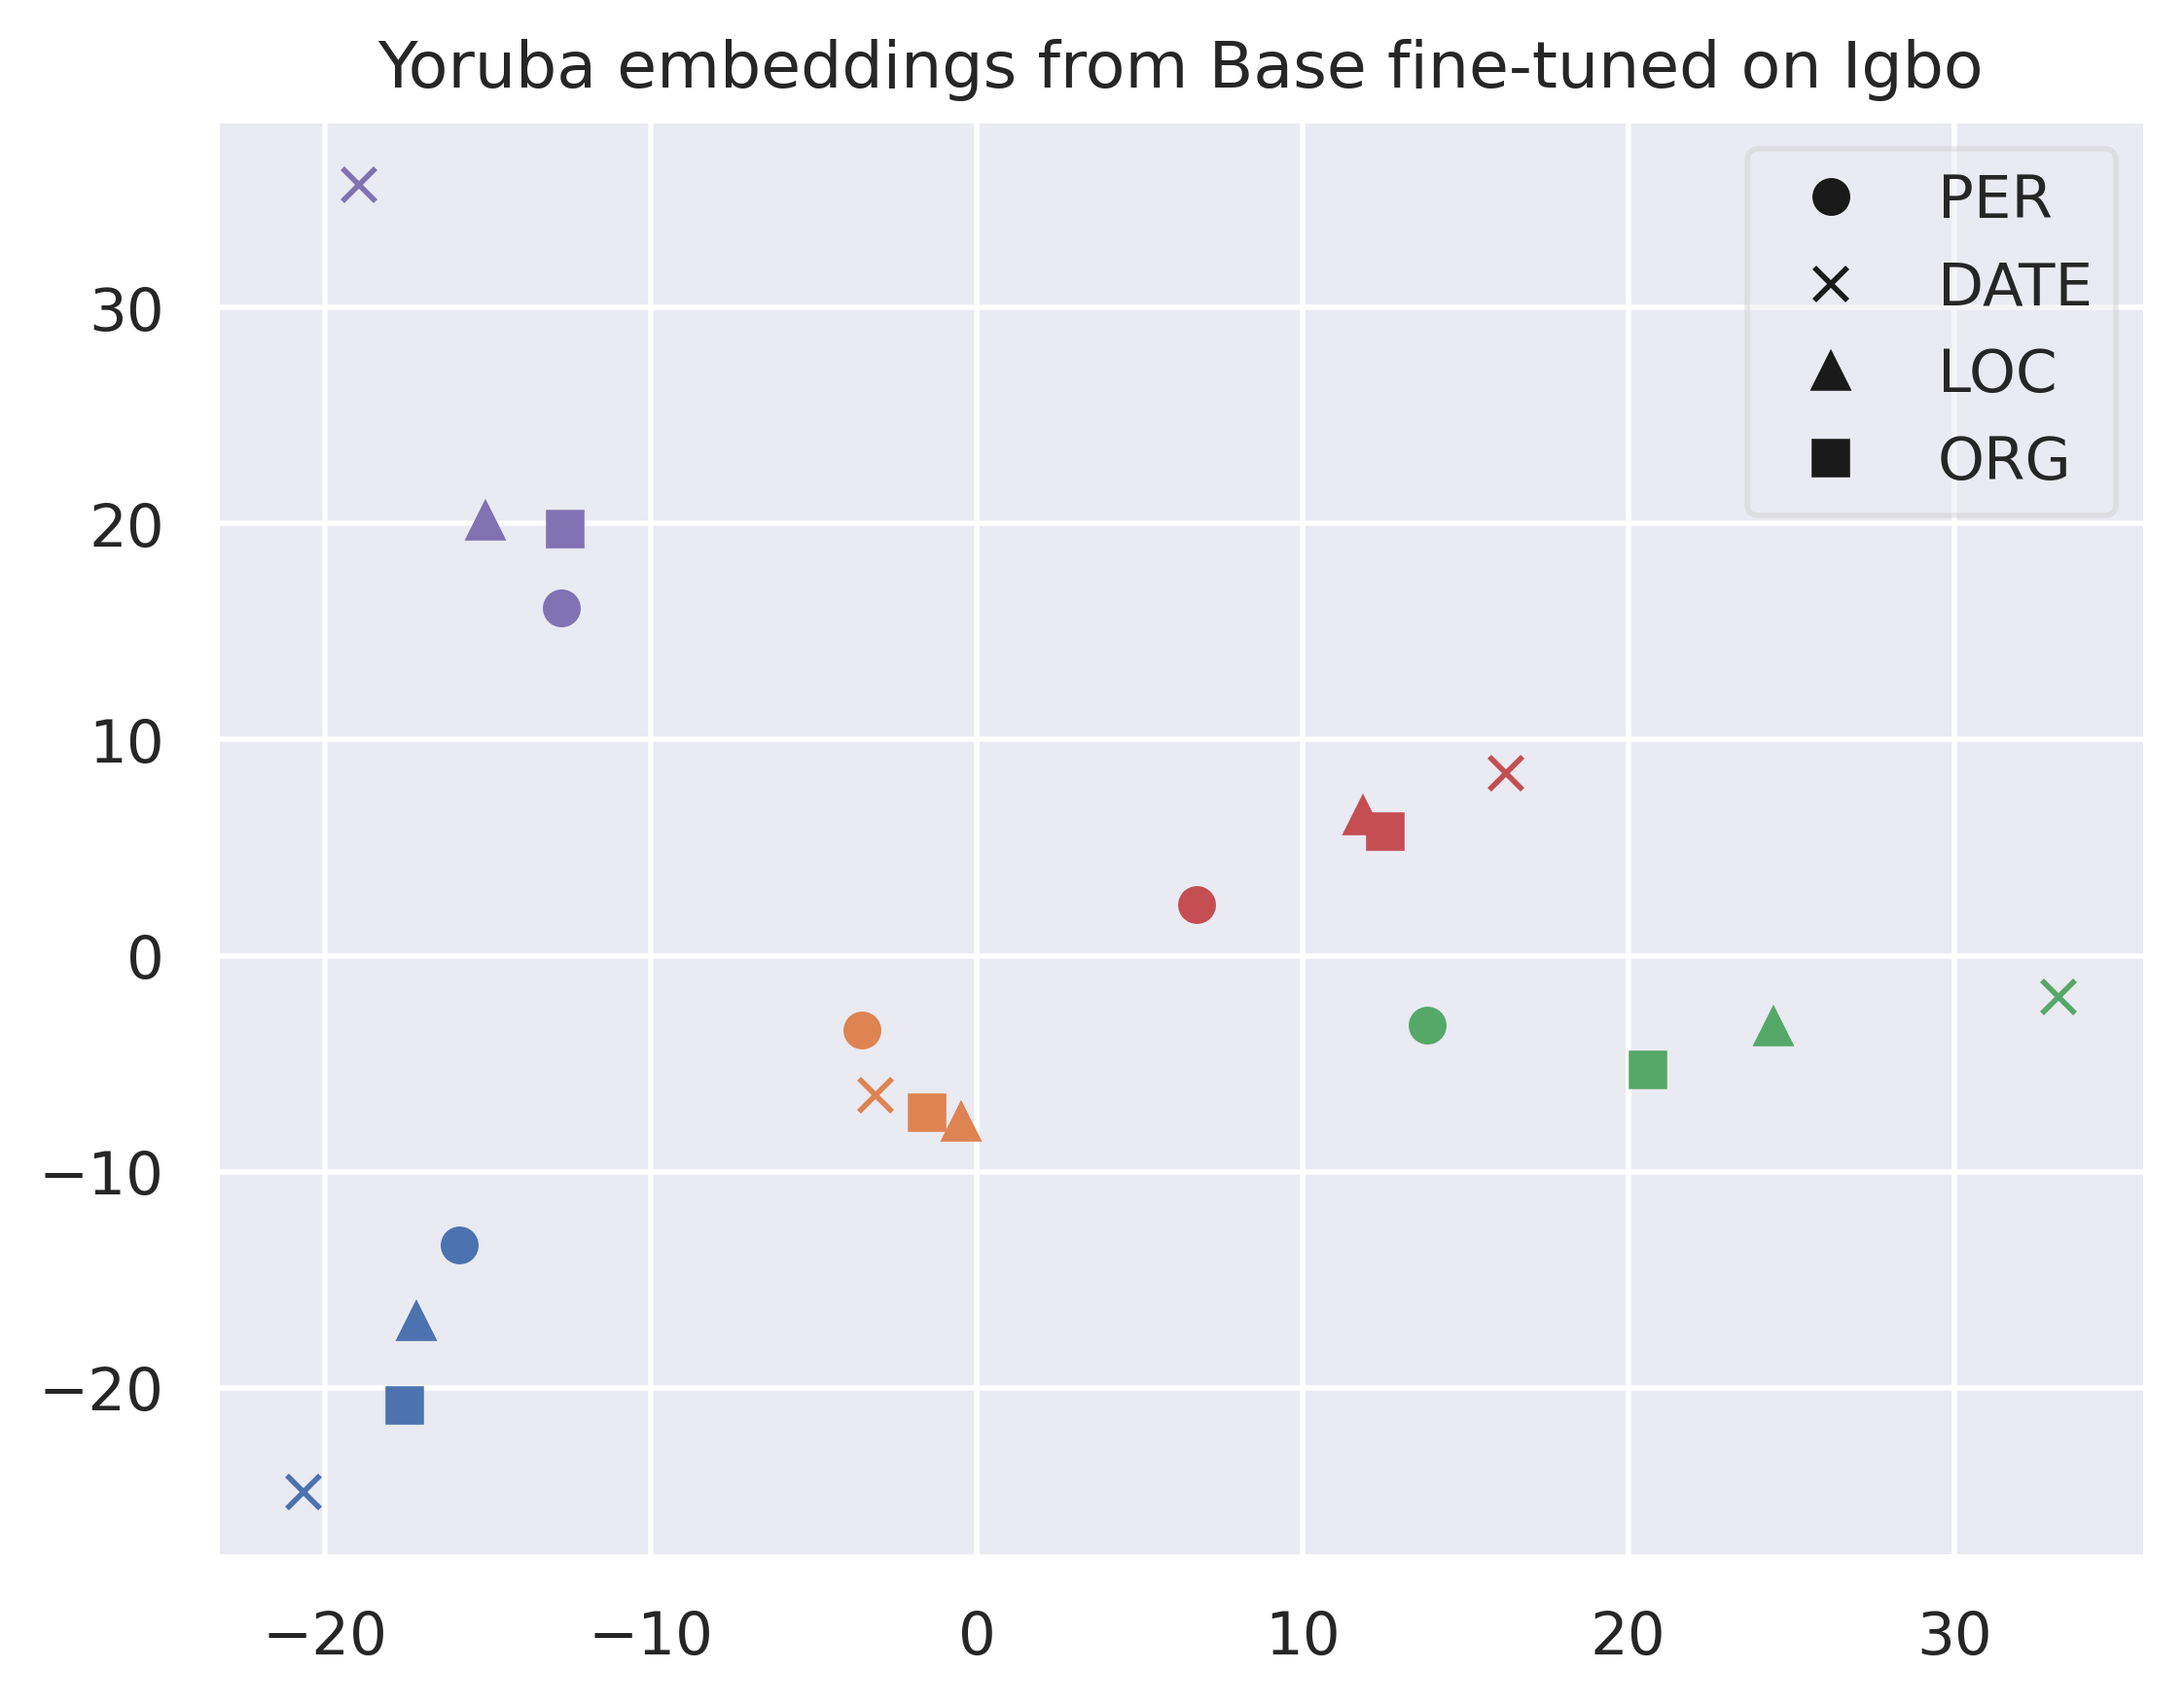 Yoruba embeddings from Base fine-tuned on Igbo
PER
DATE
LOC
ORG
30
20
10
0
−10
−20
−20 −10 0 10 20 30